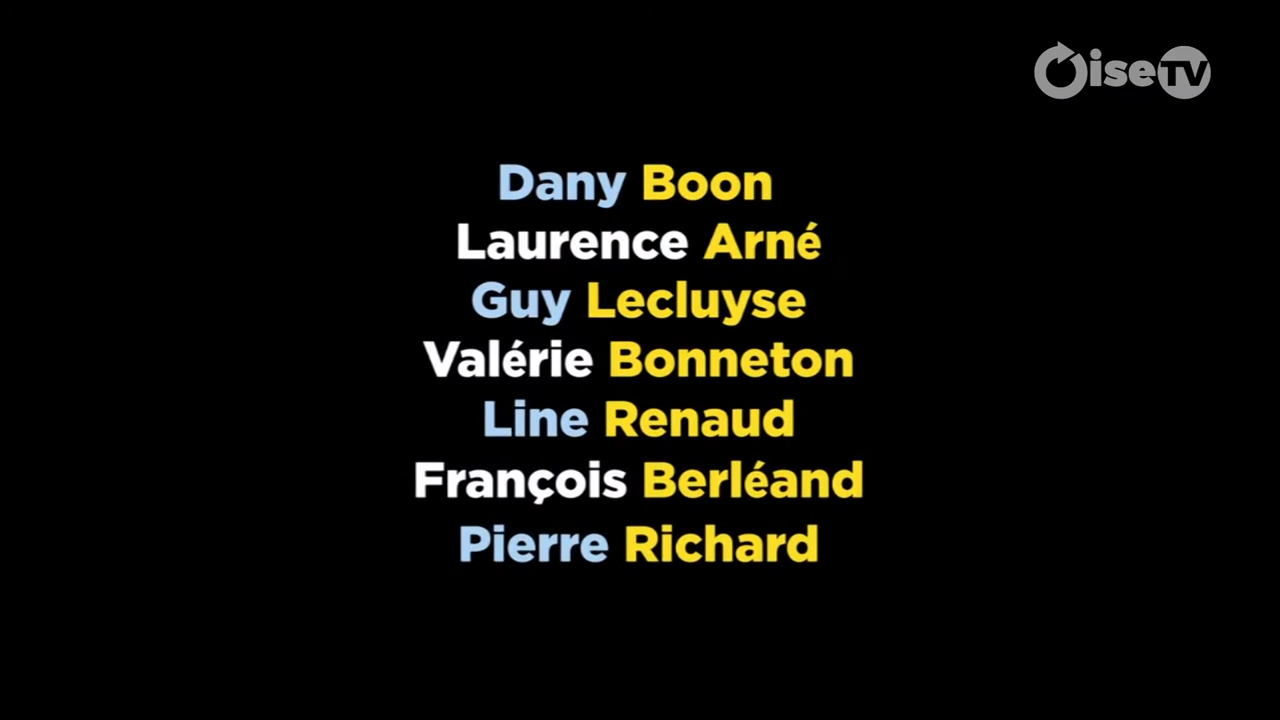 OiseTV
Dany Boon
Laurence Arné
Guy Lecluyse
Valérie Bonneton
Line Renaud
François Berléand
Pierre Richard